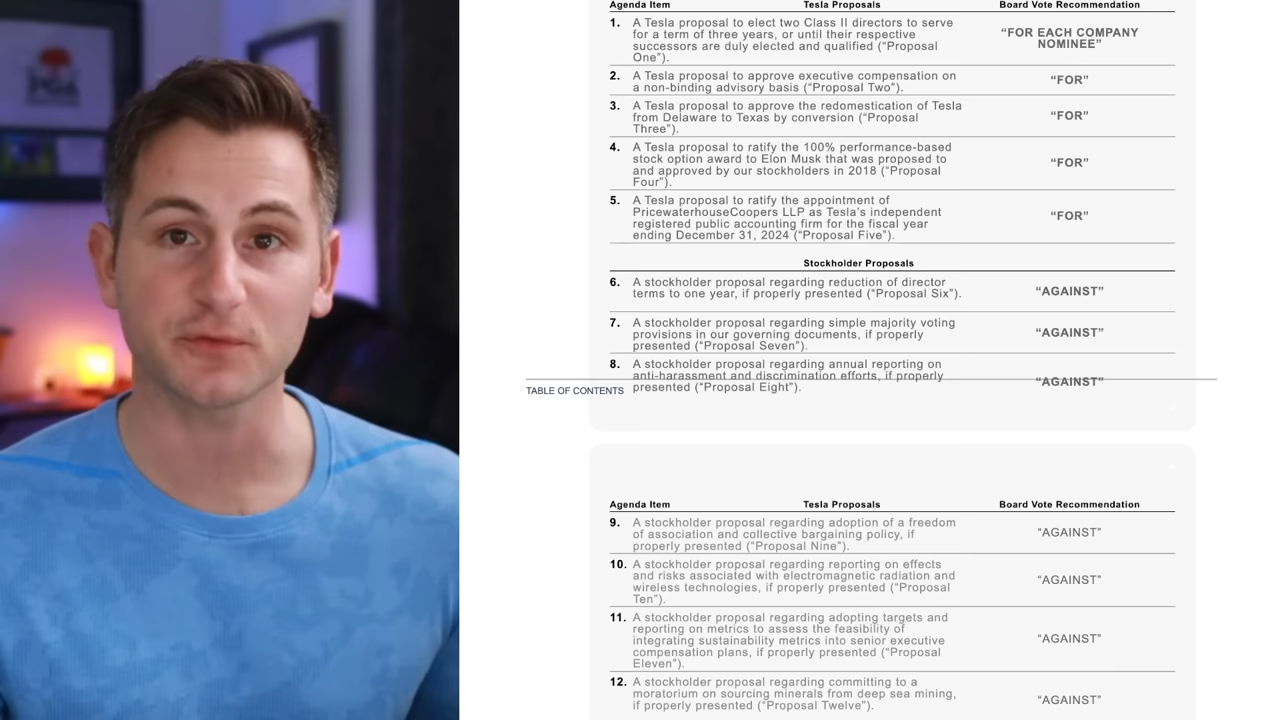 Agenda Item Tesla Proposals Board Vote Recommendation
1. A Tesla proposal to elect two Class II directors to serve
for a term of three years, or until their respective
successors are duly elected and qualified (“Proposal
One”).
“FOR EACH COMPANY
NOMINEE”
2. A Tesla proposal to approve executive compensation on
a non-binding advisory basis (“Proposal Two”).
“FOR”
3. A Tesla proposal to approve the redomestication of Tesla
from Delaware to Texas by conversion (“Proposal
Three”).
“FOR”
4. A Tesla proposal to ratify the 100% performance-based
stock option award to Elon Musk that was proposed to
and approved by our stockholders in 2018 (“Proposal
Four”).
“FOR”
5. A Tesla proposal to ratify the appointment of
PricewaterhouseCoopers LLP as Tesla’s independent
registered public accounting firm for the fiscal year
ending December 31, 2024 (“Proposal Five”).
“FOR”
Stockholder Proposals
6. A stockholder proposal regarding reduction of director
terms to one year, if properly presented (“Proposal Six”).
“AGAINST”
7. A stockholder proposal regarding simple majority voting
provisions in our governing documents, if properly
presented (“Proposal Seven”).
“AGAINST”
8. A stockholder proposal regarding annual reporting on
anti-harassment and discrimination efforts, if properly
presented (“Proposal Eight”).
“AGAINST”
TABLE OF CONTENTS
Agenda Item Tesla Proposals Board Vote Recommendation
9. A stockholder proposal regarding adoption of a freedom
of association and collective bargaining policy, if
properly presented (“Proposal Nine”).
“AGAINST”
10. A stockholder proposal regarding reporting on effects
and risks associated with electromagnetic radiation and
wireless technologies, if properly presented (“Proposal
Ten”).
“AGAINST”
11. A stockholder proposal regarding adopting targets and
reporting on metrics to assess the feasibility of
integrating sustainability metrics into senior executive
compensation plans, if properly presented (“Proposal
Eleven”).
“AGAINST”
12. A stockholder proposal regarding committing to a
moratorium on sourcing minerals from deep sea mining,
if properly presented (“Proposal Twelve”).
“AGAINST”